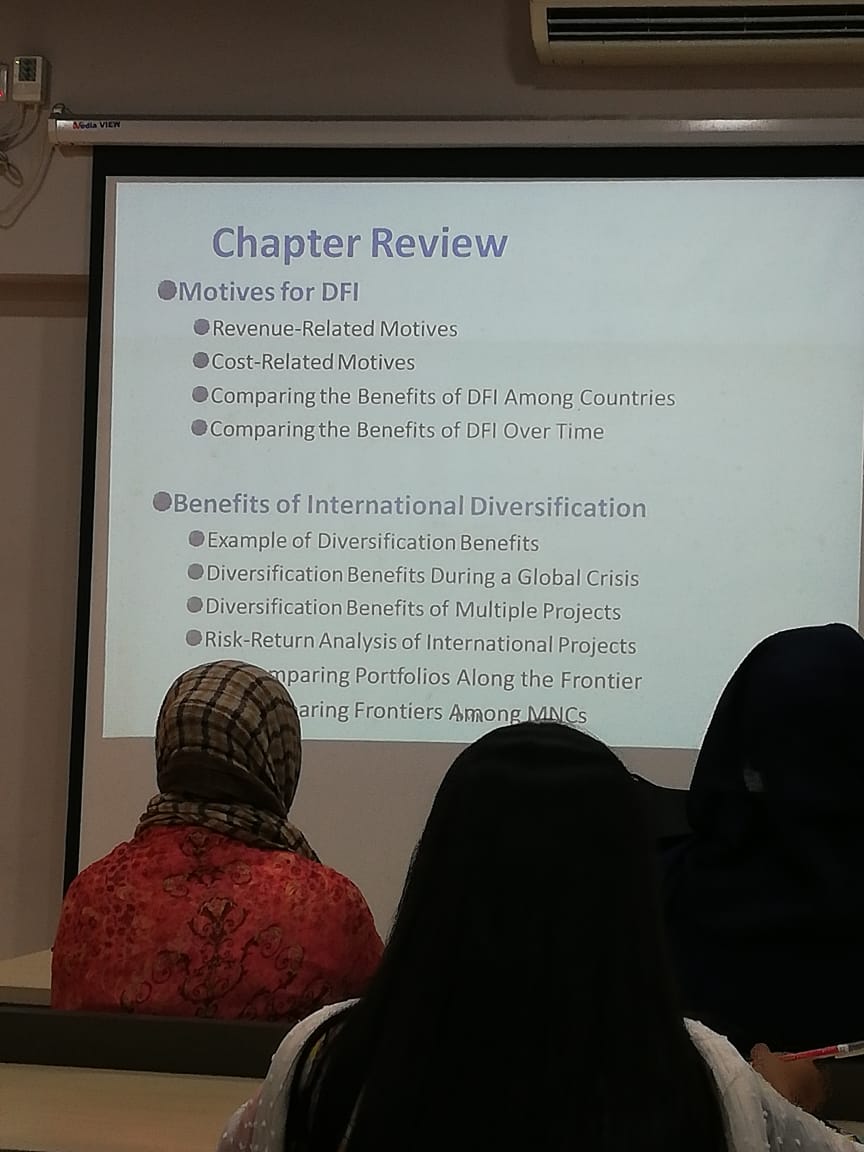 Media VIEW
Chapter Review
Motives for DFI
Revenue-Related Motives
Cost-Related Motives
Comparing the Benefits of DFI Among Countries
Comparing the Benefits of DFI Over Time
Benefits of International Diversification
Example of Diversification Benefits
Diversification Benefits During a Global Crisis
Diversification Benefits of Multiple Projects
Risk-Return Analysis of International Projects
mparing Portfolios Along the Frontier
aring Frontiers Among MNCs